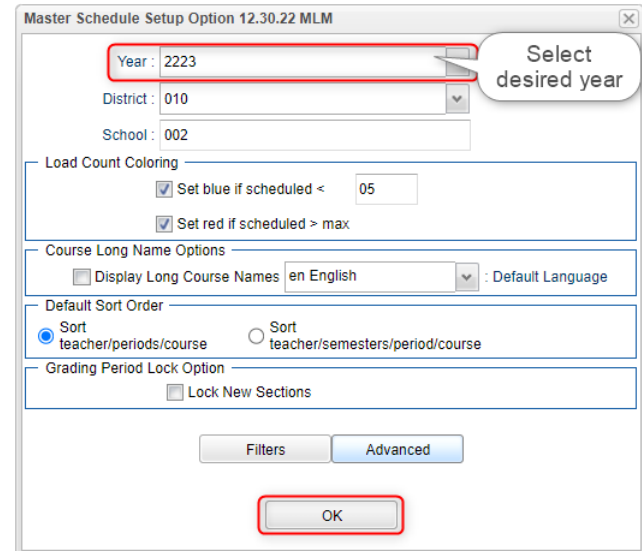 Master Schedule Setup Option 12.30.22 MLM
Year : 2223
Select
desired year
District : 010
School : 002
Load Count Coloring
Set blue if scheduled < 05
Set red if scheduled > max
Course Long Name Options
Display Long Course Names en English : Default Language
Default Sort Order
Sort
teacher/periods/course
Sort
teacher/semesters/period/course
Grading Period Lock Option
Lock New Sections
Filters Advanced
OK